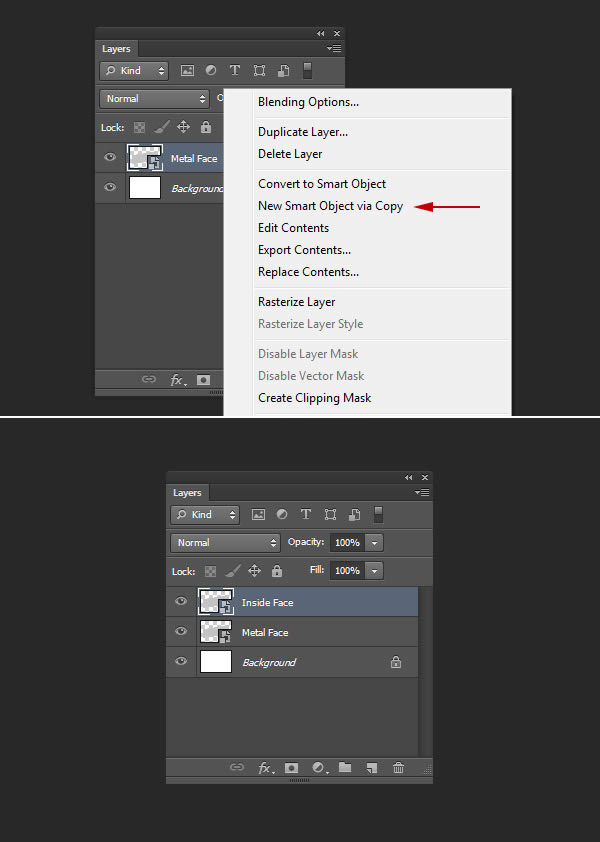 Layers
Kind
T
Normal
O
Blending Options...
Lock:
Duplicate Layer...
Delete Layer
Metal Face
Convert to Smart Object
Background
New Smart Object via Copy
Edit Contents
Export Contents...
Replace Contents...
Rasterize Layer
Rasterize Layer Style
Disable Layer Mask
Disable Vector Mask
fx
Create Clipping Mask
Layers
Kind
T
Normal Opacity: 100%
Lock: Fill: 100%
Inside Face
Metal Face
Background
fx